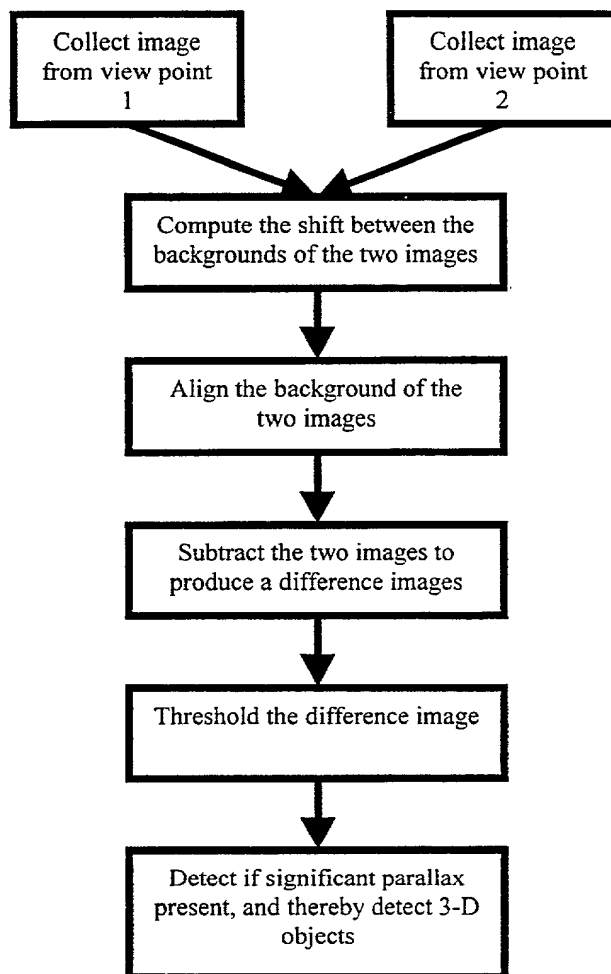 Collect image
from view point
1
Collect image
from view point
2
Compute the shift between the
backgrounds of the two images
Align the background of the
two images
Subtract the two images to
produce a difference images
Threshold the difference image
Detect if significant parallax
present, and thereby detect 3-D
objects